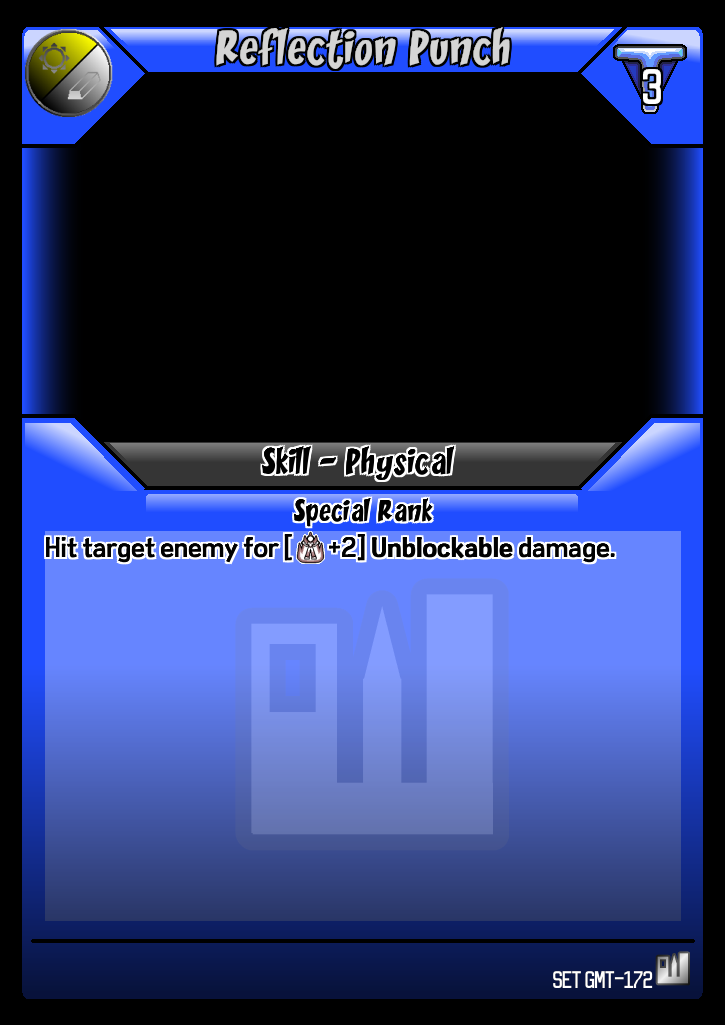 Reflection Punch
3
Skill - Physical
Special Rank
Hit target enemy for [ +2] Unblockable damage.
SET GMT-172